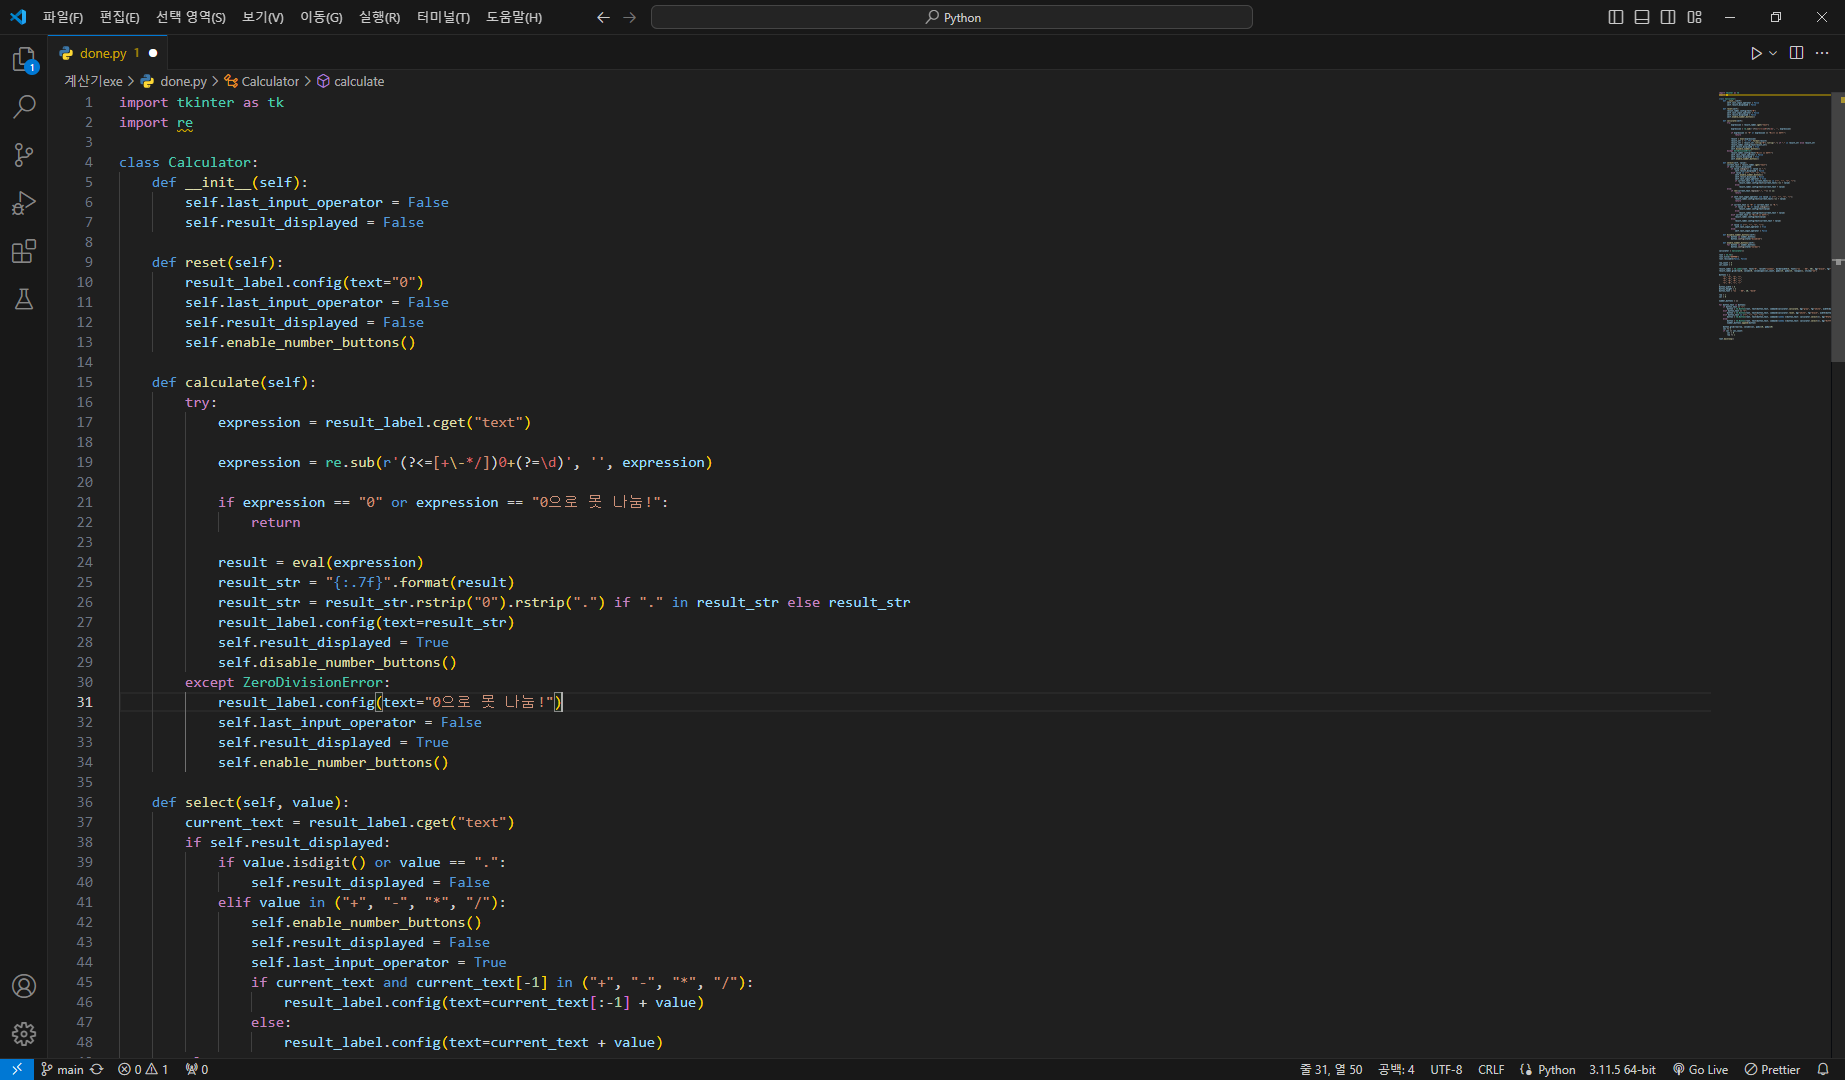 파일(F) 편집(E) 선택 영역(S) 보기(V) 이동(G) 실행(R) 터미널(T) 도움말(H) Python
1
done.py 1
계산기exe > done.py > Calculator > calculate
1 import tkinter as tk
2 import re
3
4 class Calculator:
5 def __init__(self):
6 self.last_input_operator = False
7 self.result_displayed = False
8
9 def reset(self):
10 result_label.config(text="0")
11 self.last_input_operator = False
12 self.result_displayed = False
13 self.enable_number_buttons()
14
15 def calculate(self):
16 try:
17 expression = result_label.cget("text")
18
19 expression = re.sub(r'(?<=[+\-*/])0+(?=\d)', '', expression)
20
21 if expression == "0" or expression == "0으로 못 나눔!":
22 return
23
24 result = eval(expression)
25 result_str = "{:.7f}".format(result)
26 result_str = result_str.rstrip("0").rstrip(".") if "." in result_str else result_str
27 result_label.config(text=result_str)
28 self.result_displayed = True
29 self.disable_number_buttons()
30 except ZeroDivisionError:
31 result_label.config(text="0으로 못 나눔!")
32 self.last_input_operator = False
33 self.result_displayed = True
34 self.enable_number_buttons()
35
36 def select(self, value):
37 current_text = result_label.cget("text")
38 if self.result_displayed:
39 if value.isdigit() or value == ".":
40 self.result_displayed = False
41 elif value in ("+", "-", "*", "/"):
42 self.enable_number_buttons()
43 self.result_displayed = False
44 self.last_input_operator = True
45 if current_text and current_text[-1] in ("+", "-", "*", "/"):
46 result_label.config(text=current_text[:-1] + value)
47 else:
48 result_label.config(text=current_text + value)
main 0 1 0 줄 31, 열 50 공백: 4 UTF-8 CRLF Python 3.11.5 64-bit Go Live Prettier